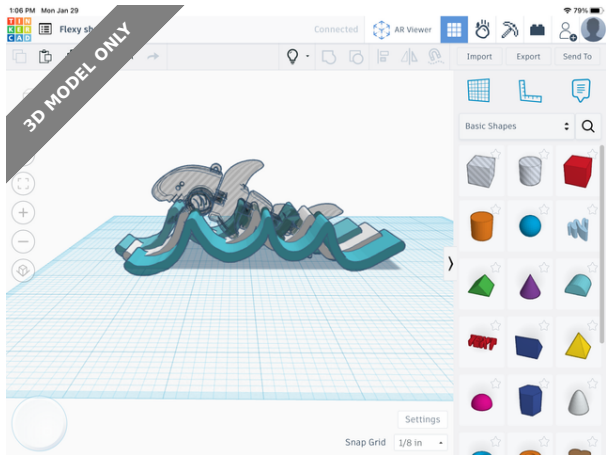 1:06 PM Mon Jan 29
79%
TIN
KER
CAD
Flexy sh
Connected
AR Viewer
3D MODEL ONLY
Import
Export
Send To
Basic Shapes
TEXT
Settings
Snap Grid
1/8 in